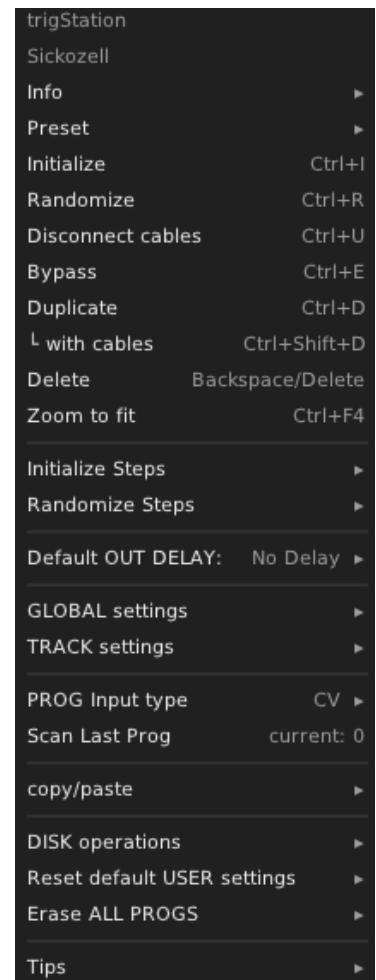 trigStation
Sickozell
Info ▸
Preset ▸
Initialize Ctrl+I
Randomize Ctrl+R
Disconnect cables Ctrl+U
Bypass Ctrl+E
Duplicate Ctrl+D
└ with cables Ctrl+Shift+D
Delete Backspace/Delete
Zoom to fit Ctrl+F4
Initialize Steps ▸
Randomize Steps ▸
Default OUT DELAY: No Delay ▸
GLOBAL settings ▸
TRACK settings ▸
PROG Input type CV ▸
Scan Last Prog current: 0
copy/paste ▸
DISK operations ▸
Reset default USER settings ▸
Erase ALL PROGS ▸
Tips ▸